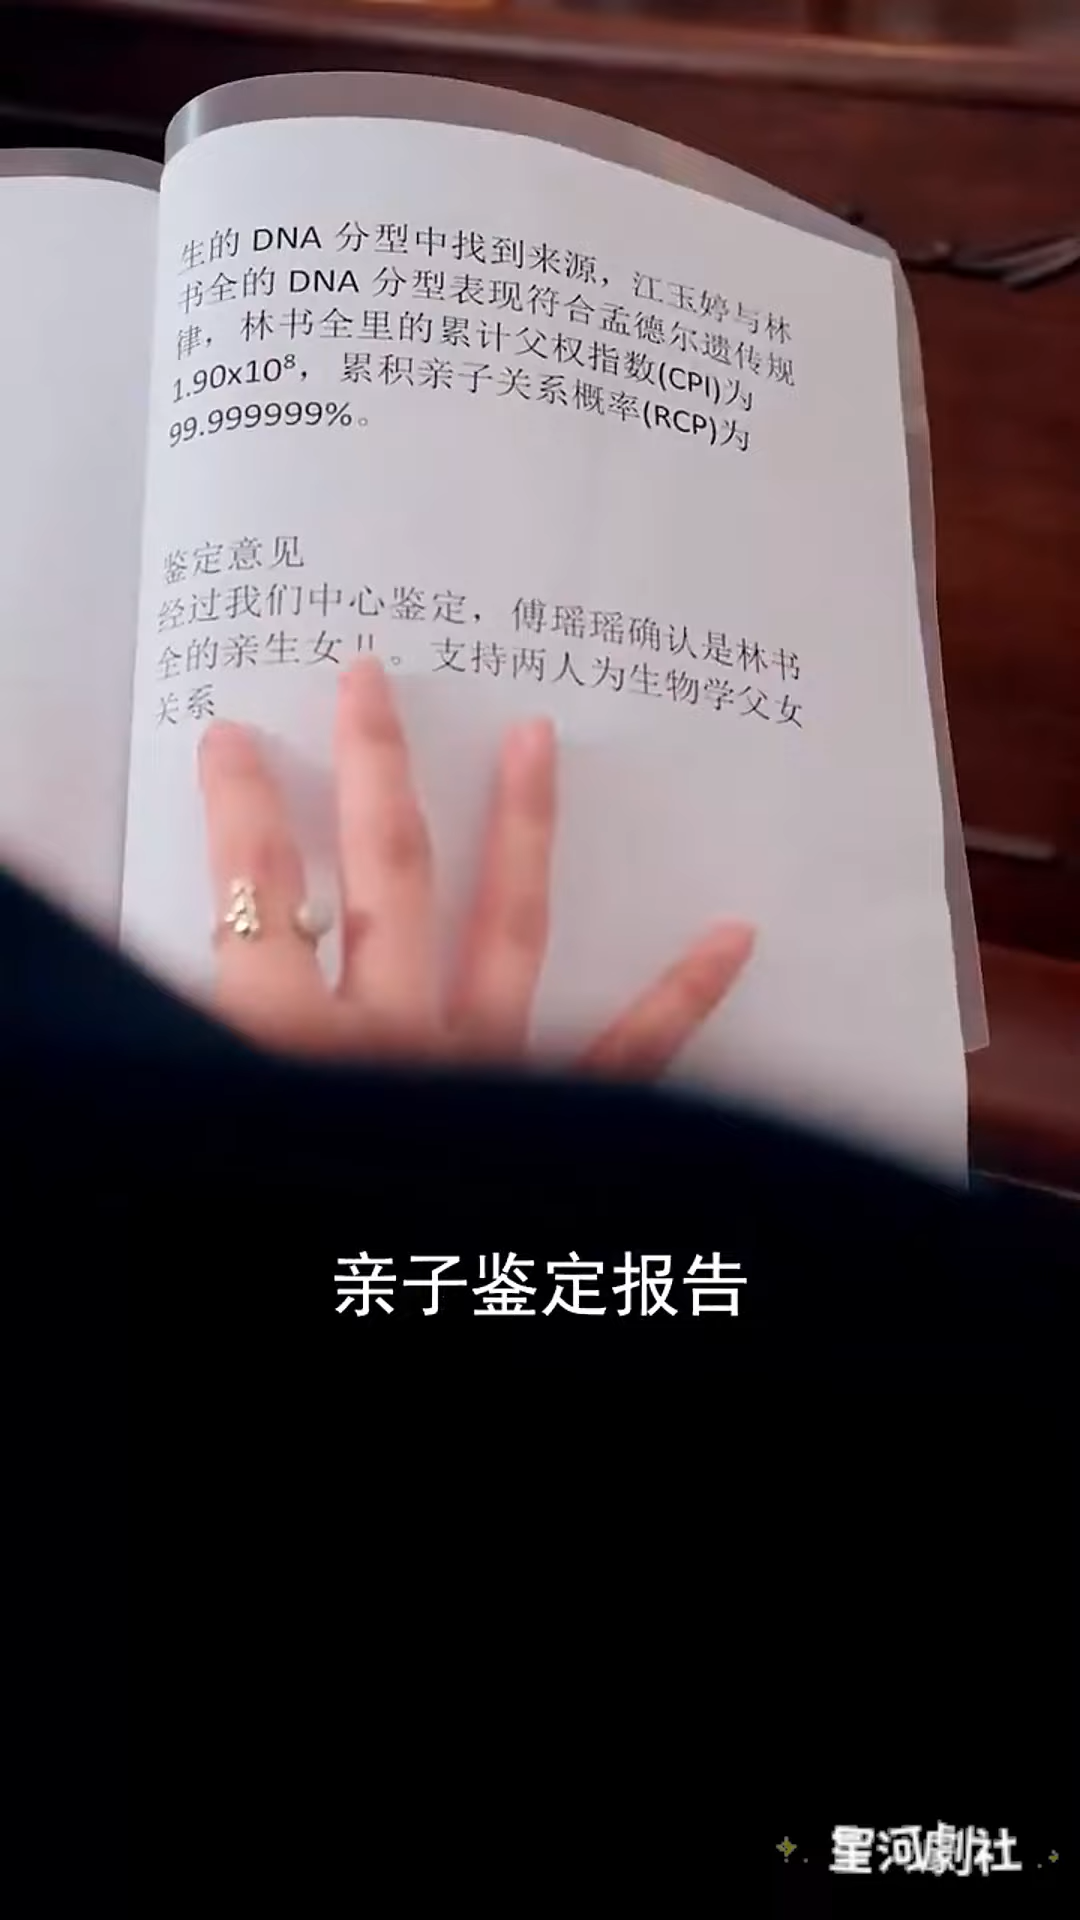 生的 DNA 分型中找到来源，江玉婷与林
书全的 DNA 分型表现符合孟德尔遗传规
律，林书全里的累计父权指数(CPI)为
1.90x10⁸，累积亲子关系概率(RCP)为
99.999999%。
鉴定意见
经过我们中心鉴定，傅瑶瑶确认是林书
全的亲生女儿。支持两人为生物学父女
关系
亲子鉴定报告
星河劇社